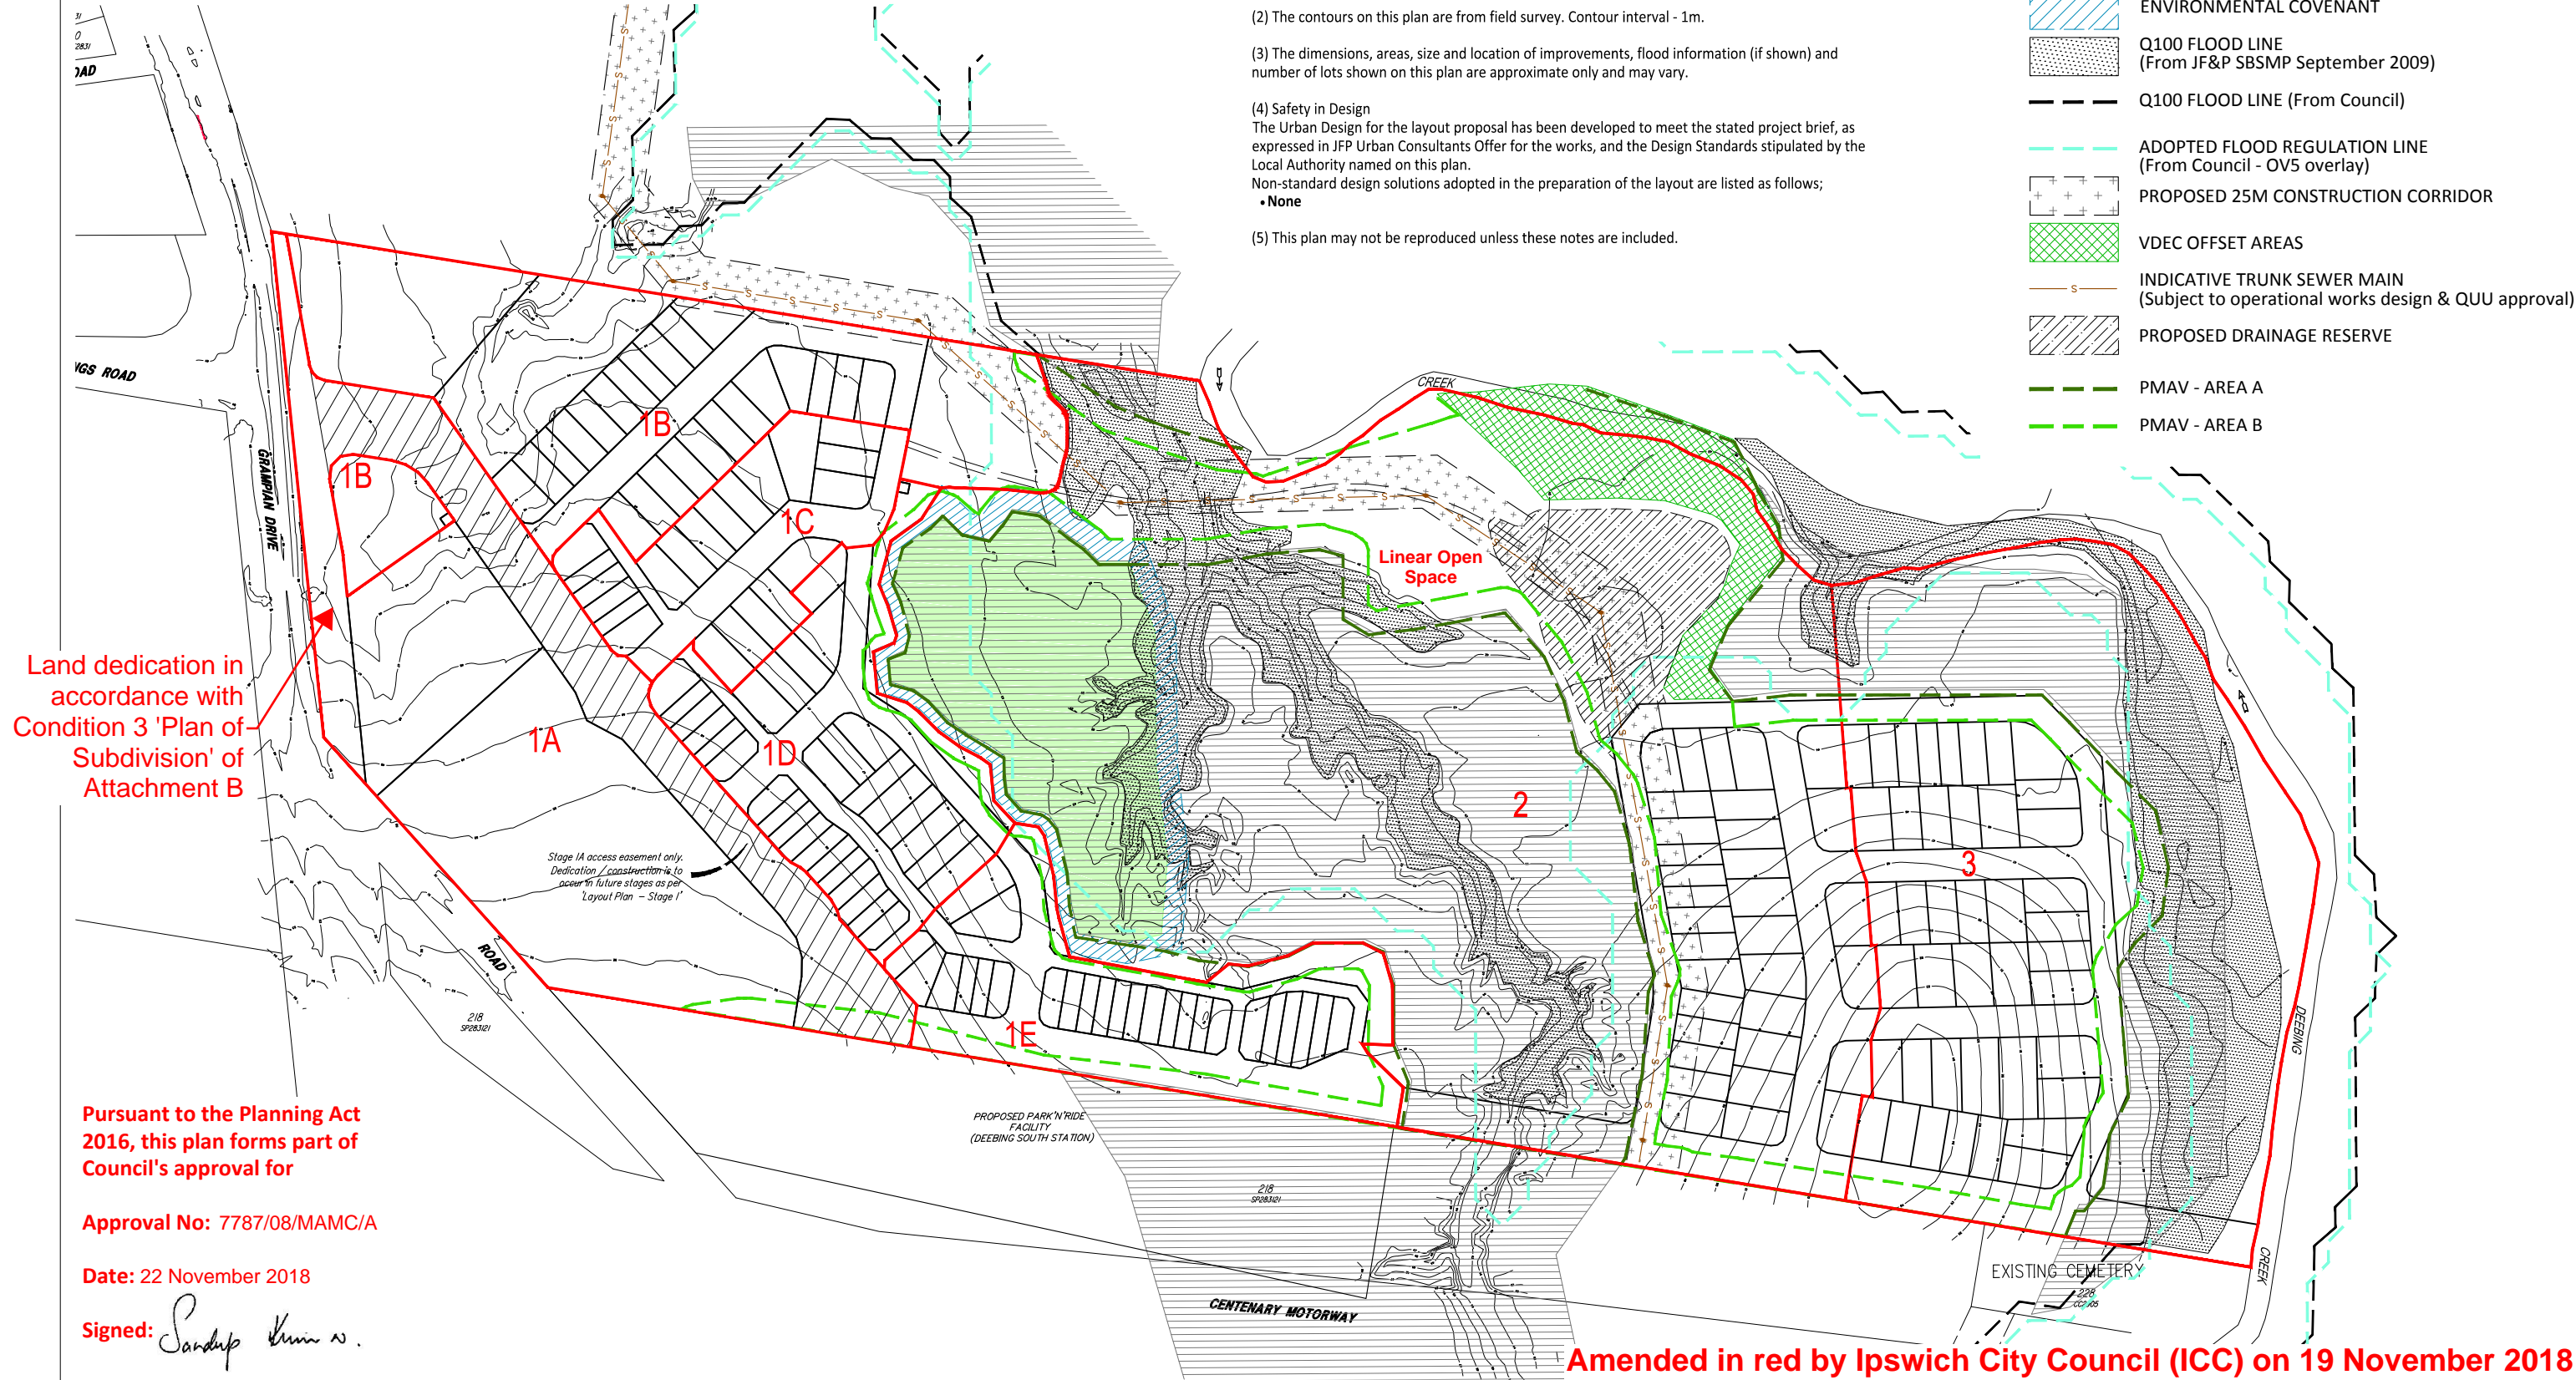 (2) The contours on this plan are from field survey. Contour interval - 1m.
(3) The dimensions, areas, size and location of improvements, flood information (if shown) and
number of lots shown on this plan are approximate only and may vary.
(4) Safety in Design
The Urban Design for the layout proposal has been developed to meet the stated project brief, as
expressed in JFP Urban Consultants Offer for the works, and the Design Standards stipulated by the
Local Authority named on this plan.
Non-standard design solutions adopted in the preparation of the layout are listed as follows;
• None
(5) This plan may not be reproduced unless these notes are included.
ENVIRONMENTAL COVENANT
Q100 FLOOD LINE
(From JF&P SBSMP September 2009)
Q100 FLOOD LINE (From Council)
ADOPTED FLOOD REGULATION LINE
(From Council - OV5 overlay)
PROPOSED 25M CONSTRUCTION CORRIDOR
VDEC OFFSET AREAS
S
INDICATIVE TRUNK SEWER MAIN
(Subject to operational works design & QUU approval)
PROPOSED DRAINAGE RESERVE
PMAV - AREA A
PMAV - AREA B
OAD
NGS ROAD
GRAMPIAN DRIVE
1B
1B
1C
CREEK
Linear Open
Space
Land dedication in
accordance with
Condition 3 'Plan of
Subdivision' of
Attachment B
1A
1D
2
3
Stage 1A access easement only.
Dedication / construction is to
occur in future stages as per
'Layout Plan - Stage 1'
ROAD
218
SP283121
1E
DEEBING
CREEK
PROPOSED PARK'N'RIDE
FACILITY
(DEEBING SOUTH STATION)
218
SP283121
CENTENARY MOTORWAY
EXISTING CEMETERY
228
Pursuant to the Planning Act
2016, this plan forms part of
Council's approval for
Approval No: 7787/08/MAMC/A
Date: 22 November 2018
Signed:
Amended in red by Ipswich City Council (ICC) on 19 November 2018